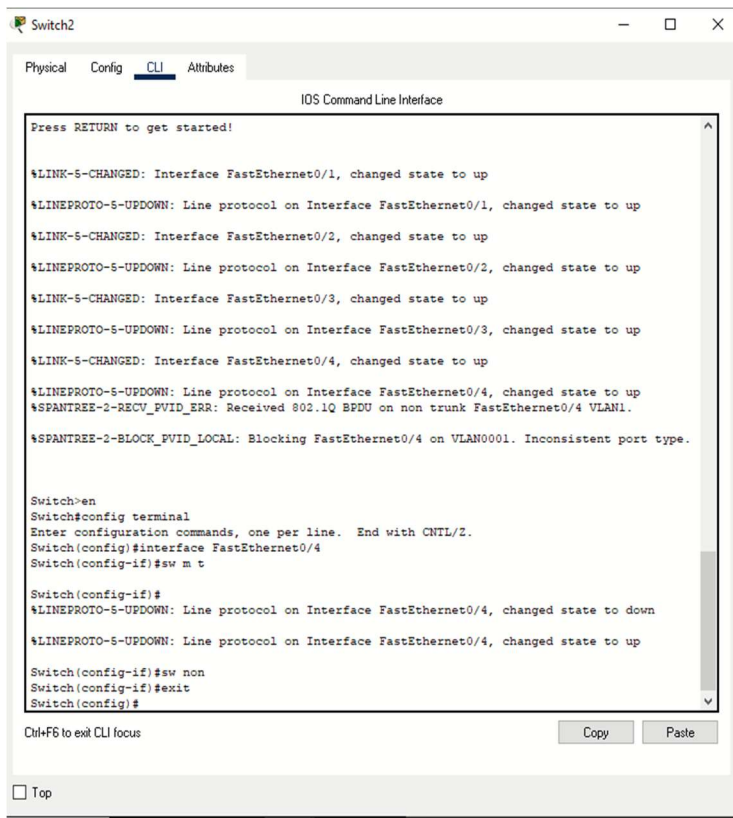 Switch2
Physical Config CLI Attributes
IOS Command Line Interface
Press RETURN to get started!
%LINK-5-CHANGED: Interface FastEthernet0/1, changed state to up
%LINEPROTO-5-UPDOWN: Line protocol on Interface FastEthernet0/1, changed state to up
%LINK-5-CHANGED: Interface FastEthernet0/2, changed state to up
%LINEPROTO-5-UPDOWN: Line protocol on Interface FastEthernet0/2, changed state to up
%LINK-5-CHANGED: Interface FastEthernet0/3, changed state to up
%LINEPROTO-5-UPDOWN: Line protocol on Interface FastEthernet0/3, changed state to up
%LINK-5-CHANGED: Interface FastEthernet0/4, changed state to up
%LINEPROTO-5-UPDOWN: Line protocol on Interface FastEthernet0/4, changed state to up
%SPANTREE-2-RECV_PVID_ERR: Received 802.1Q BPDU on non trunk FastEthernet0/4 VLAN1.
%SPANTREE-2-BLOCK_PVID_LOCAL: Blocking FastEthernet0/4 on VLAN0001. Inconsistent port type.
Switch>en
Switch#config terminal
Enter configuration commands, one per line. End with CNTL/Z.
Switch(config)#interface FastEthernet0/4
Switch(config-if)#sw m t
Switch(config-if)#
%LINEPROTO-5-UPDOWN: Line protocol on Interface FastEthernet0/4, changed state to down
%LINEPROTO-5-UPDOWN: Line protocol on Interface FastEthernet0/4, changed state to up
Switch(config-if)#sw non
Switch(config-if)#exit
Switch(config)#
Ctrl+F6 to exit CLI focus
Copy Paste
Top